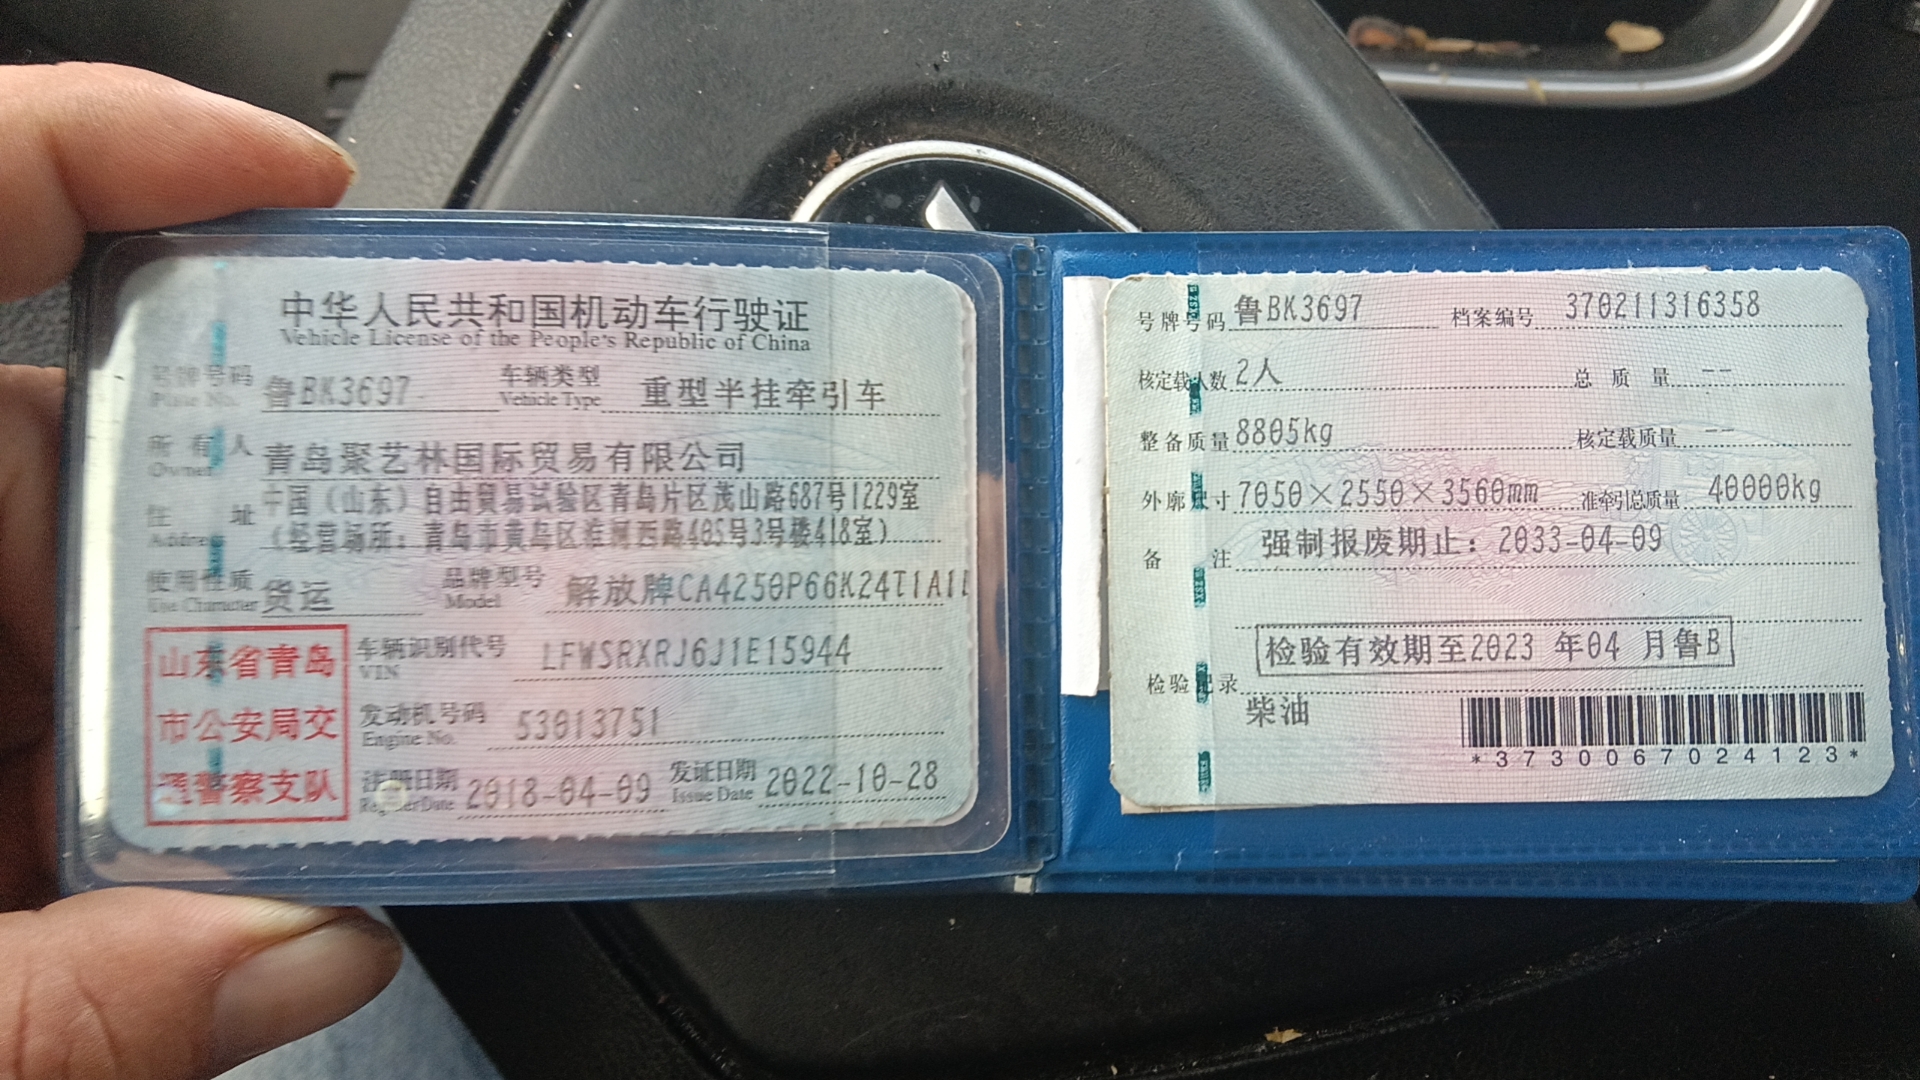 中华人民共和国机动车行驶证
Vehicle License of the People's Republic of China
号牌号码 鲁BK3697 车辆类型 重型半挂牵引车
Plate No. Vehicle Type
所有人 青岛聚艺林国际贸易有限公司
Owner
住址 中国（山东）自由贸易试验区青岛片区茂山路687号1229室
Address （经营场所：青岛市黄岛区淮河西路405号3号楼418室）
使用性质 货运 品牌型号 解放牌CA4250P66K24T1A1E
Use Character Model
山东省青岛
市公安局交
通警察支队
车辆识别代号 LFWSRXRJ6J1E15944
VIN
发动机号码 53013751
Engine No.
注册日期 2018-04-09 发证日期 2022-10-28
Register Date Issue Date
号牌号码 鲁BK3697 档案编号 370211316358
核定载人数 2人 总质量 --
整备质量 8805kg 核定载质量 --
外廓尺寸 7050×2550×3560mm 准牵引总质量 40000kg
备注 强制报废期止：2033-04-09
检验有效期至2023 年04 月鲁B
检验记录
柴油
*3730067024123*